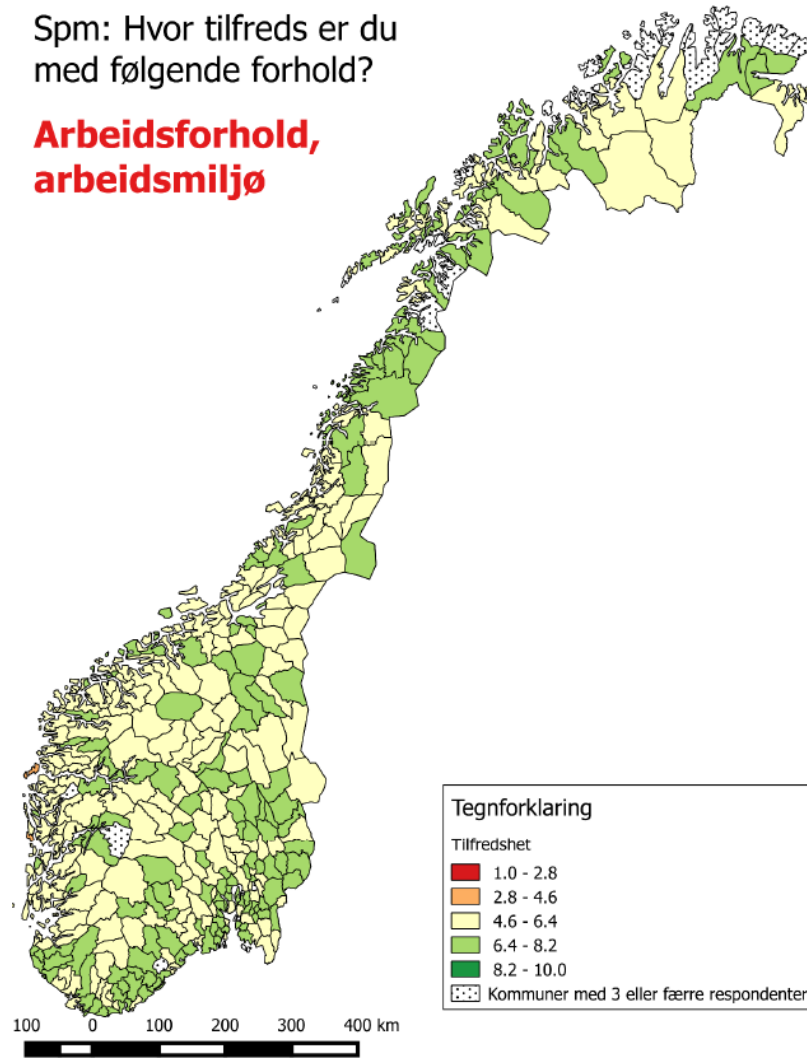 Spm: Hvor tilfreds er du
med følgende forhold?
Arbeidsforhold,
arbeidsmiljø
Tegnforklaring
Tilfredshet
1.0 - 2.8
2.8 - 4.6
4.6 - 6.4
6.4 - 8.2
8.2 - 10.0
Kommuner med 3 eller færre respondenter
100 0 100 200 300 400 km